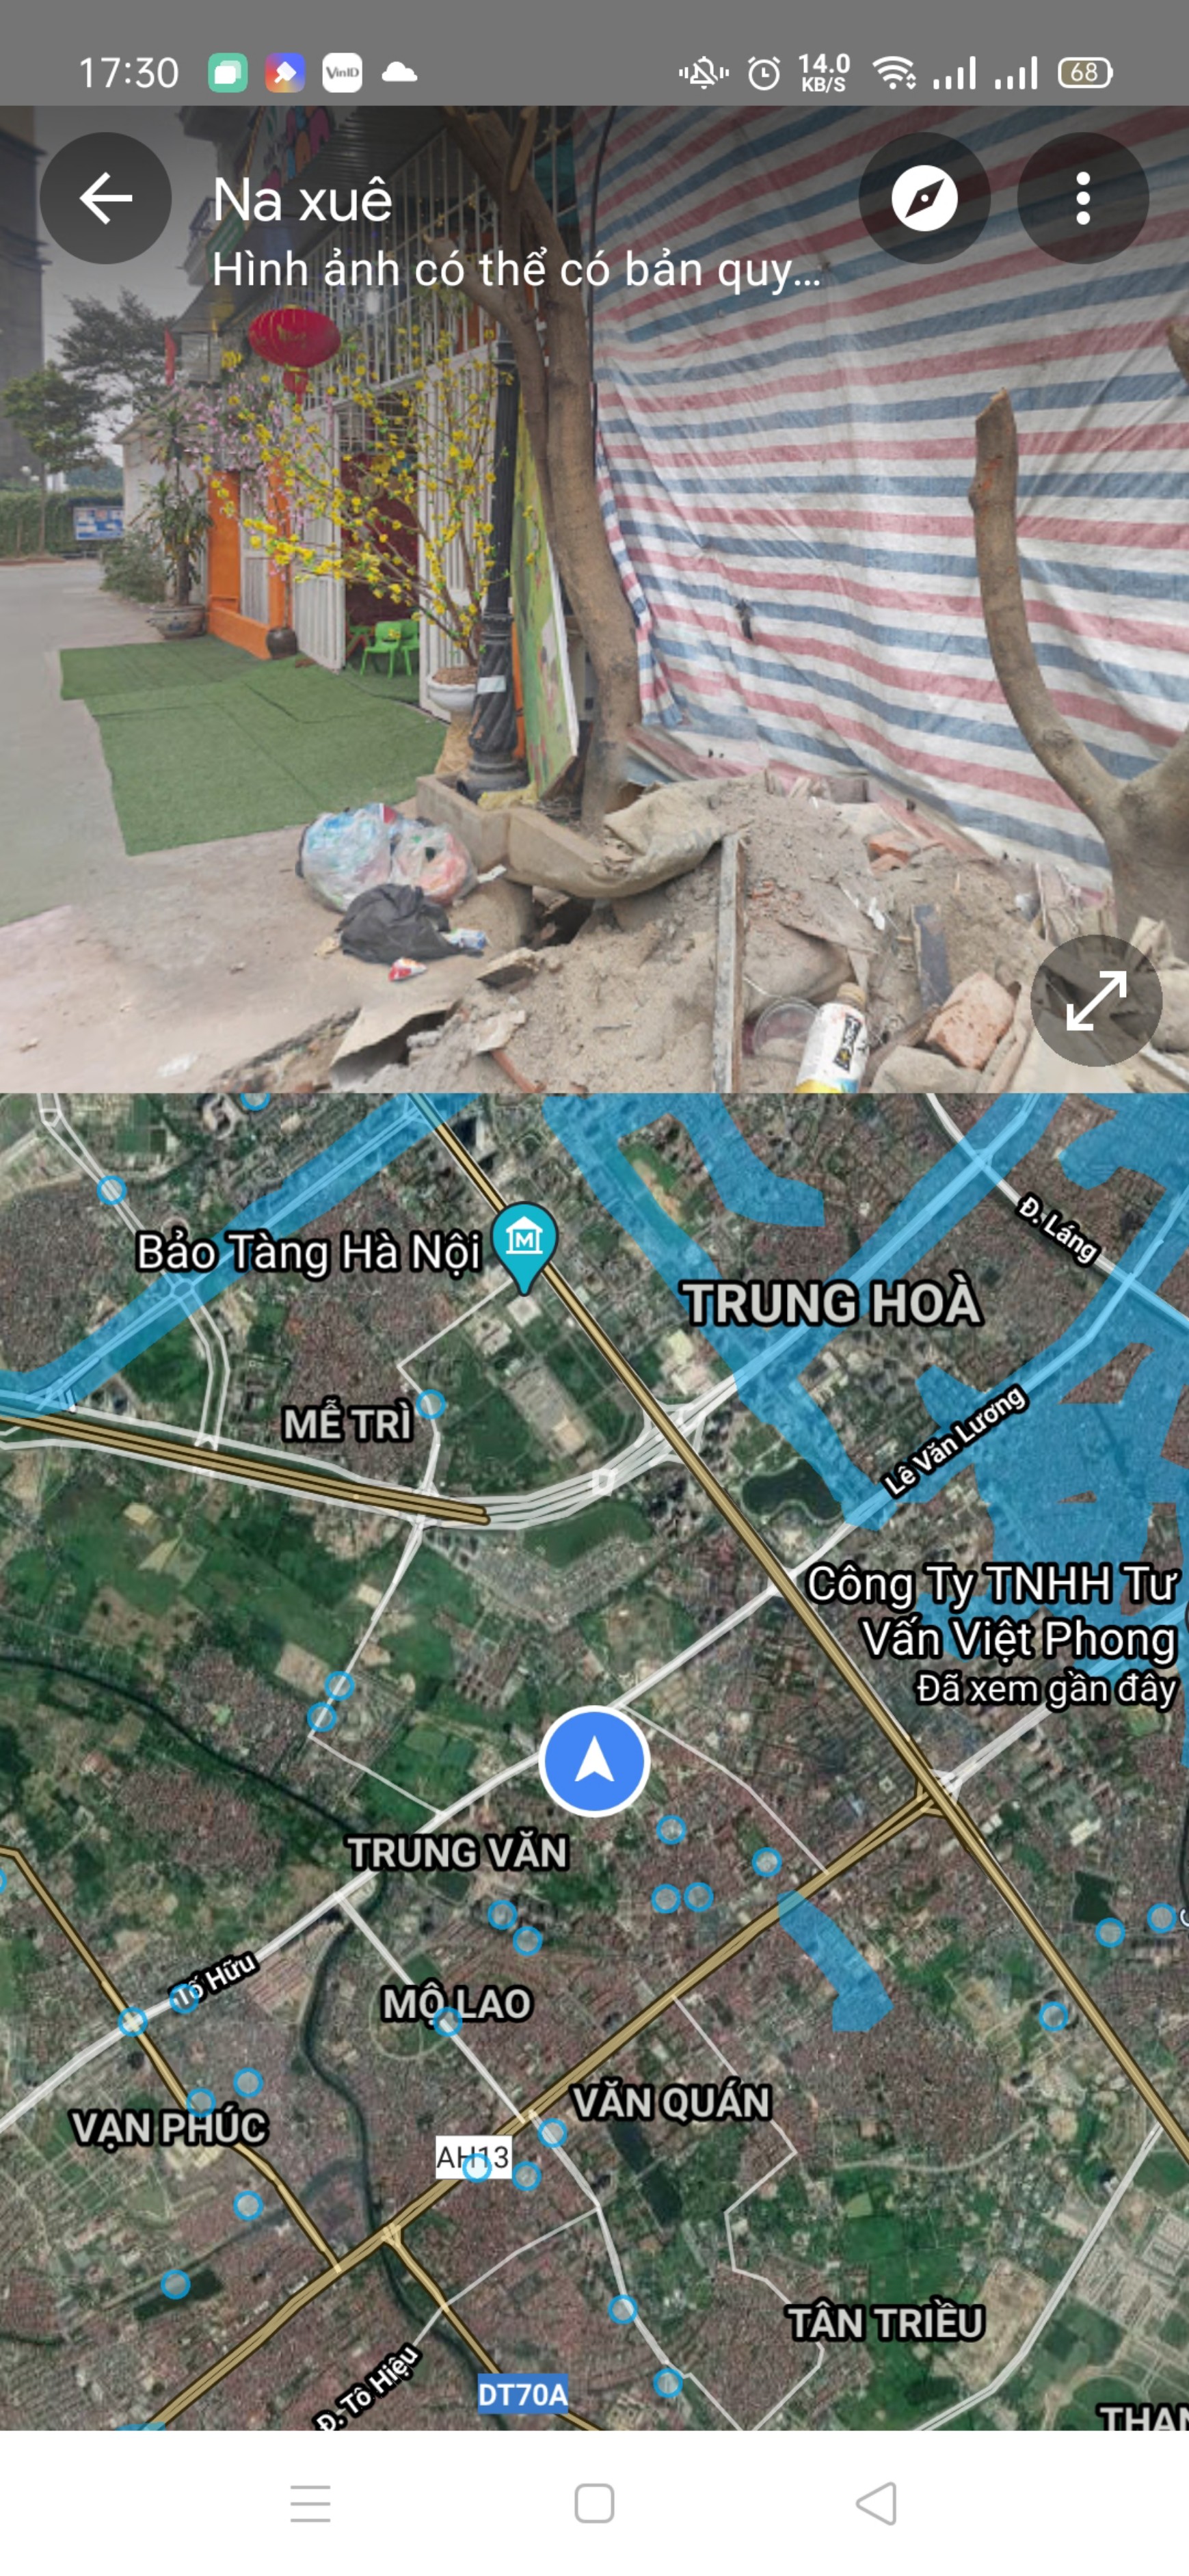 17:30
VinID
14.0
KB/S
68
Na xuê
Hình ảnh có thể có bản quy...
Bảo Tàng Hà Nội
TRUNG HOÀ
Đ. Láng
MỄ TRÌ
Lê Văn Lương
Công Ty TNHH Tư
Vấn Việt Phong
Đã xem gần đây
TRUNG VĂN
Tố Hữu
MỘ LAO
VẠN PHÚC
VĂN QUÁN
AH13
TÂN TRIỀU
Đ. Tô Hiệu
DT70A
THAN